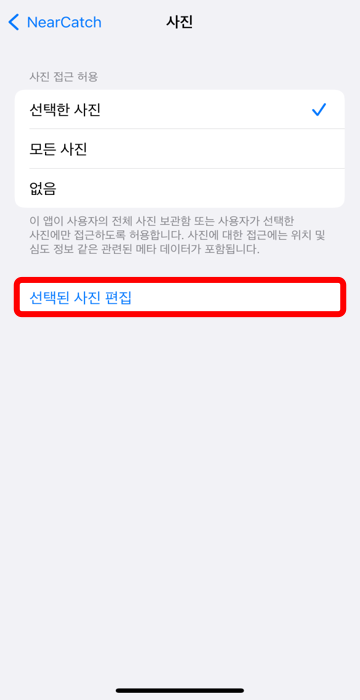 NearCatch
사진
사진 접근 허용
선택한 사진
모든 사진
없음
이 앱이 사용자의 전체 사진 보관함 또는 사용자가 선택한
사진에만 접근하도록 허용합니다. 사진에 대한 접근에는 위치 및
심도 정보 같은 관련된 메타 데이터가 포함됩니다.
선택된 사진 편집